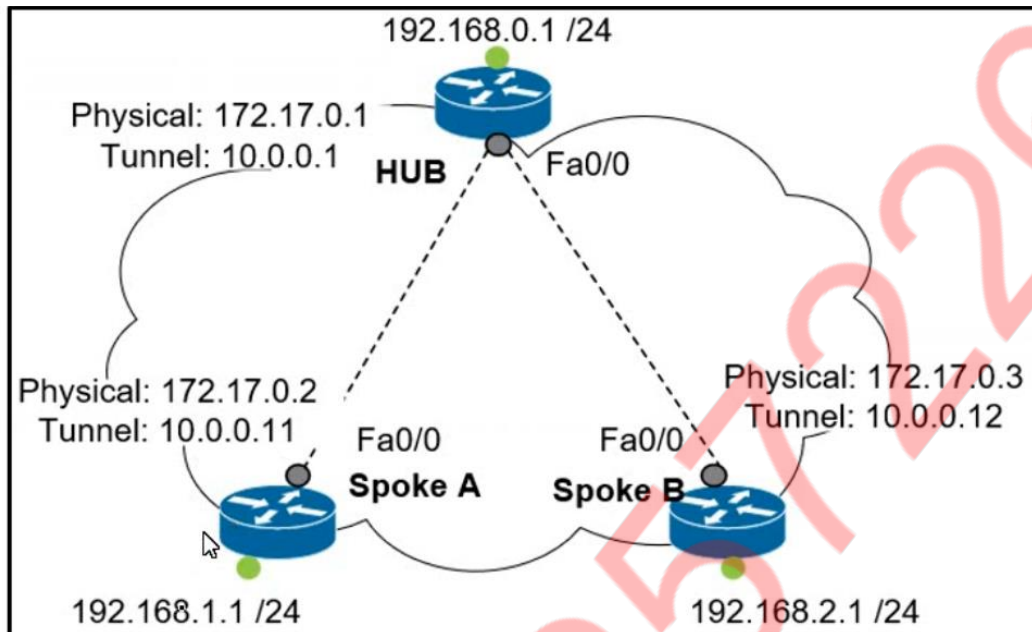 192.168.0.1 /24
Physical: 172.17.0.1
Tunnel: 10.0.0.1
HUB
Fa0/0
Physical: 172.17.0.2
Tunnel: 10.0.0.11
Fa0/0
Spoke A
Physical: 172.17.0.3
Tunnel: 10.0.0.12
Fa0/0
Spoke B
192.168.1.1 /24
192.168.2.1 /24